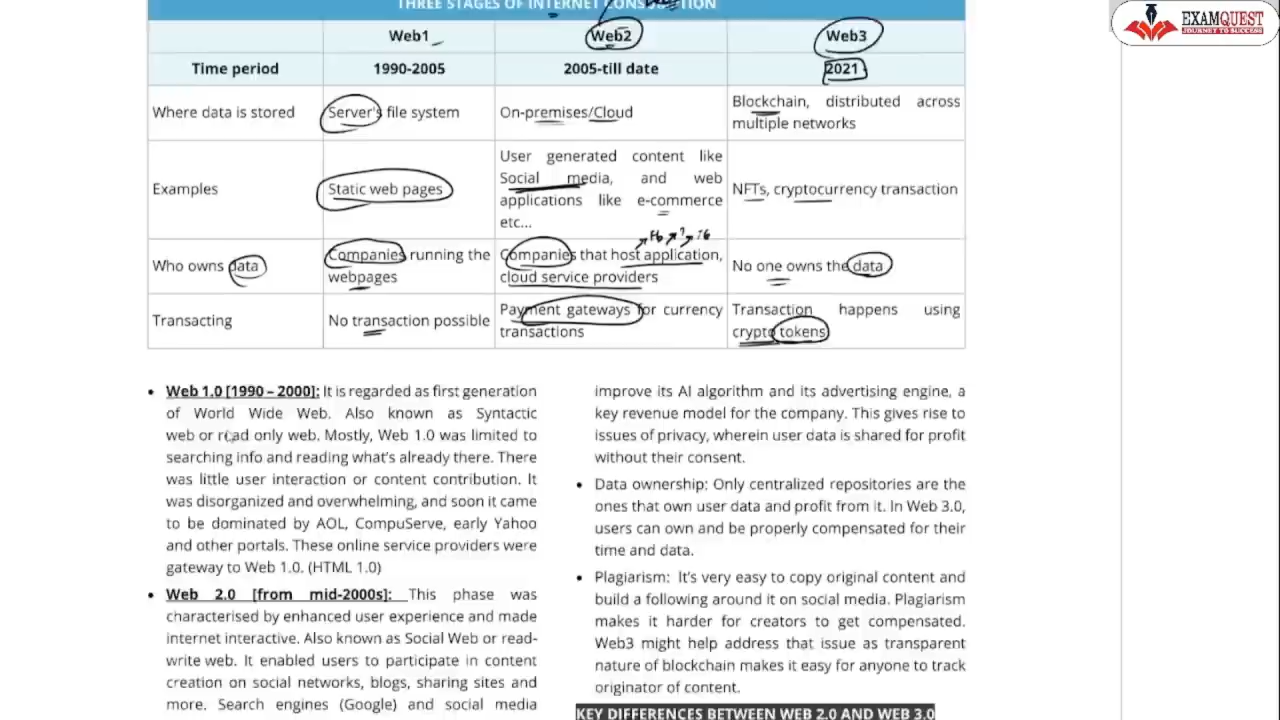 THREE STAGES OF INTERNET CONSUMPTION
EXAMQUEST
JOURNEY TO SUCCESS
Web1 Web2 Web3
Time period 1990-2005 2005-till date 2021
Where data is stored Server's file system On-premises/Cloud Blockchain, distributed across
multiple networks
Examples Static web pages User generated content like
Social media, and web
applications like e-commerce
etc...
NFTs, cryptocurrency transaction
Who owns data Companies running the
webpages
Companies that host application,
cloud service providers
No one owns the data
Transacting No transaction possible Payment gateways for currency
transactions
Transaction happens using
crypto tokens
• Web 1.0 [1990 – 2000]: It is regarded as first generation
of World Wide Web. Also known as Syntactic
web or read only web. Mostly, Web 1.0 was limited to
searching info and reading what's already there. There
was little user interaction or content contribution. It
was disorganized and overwhelming, and soon it came
to be dominated by AOL, CompuServe, early Yahoo
and other portals. These online service providers were
gateway to Web 1.0. (HTML 1.0)
• Web 2.0 [from mid-2000s]: This phase was
characterised by enhanced user experience and made
internet interactive. Also known as Social Web or read-
write web. It enabled users to participate in content
creation on social networks, blogs, sharing sites and
more. Search engines (Google) and social media
improve its AI algorithm and its advertising engine, a
key revenue model for the company. This gives rise to
issues of privacy, wherein user data is shared for profit
without their consent.
• Data ownership: Only centralized repositories are the
ones that own user data and profit from it. In Web 3.0,
users can own and be properly compensated for their
time and data.
• Plagiarism: It's very easy to copy original content and
build a following around it on social media. Plagiarism
makes it harder for creators to get compensated.
Web3 might help address that issue as transparent
nature of blockchain makes it easy for anyone to track
originator of content.
KEY DIFFERENCES BETWEEN WEB 2.0 AND WEB 3.0